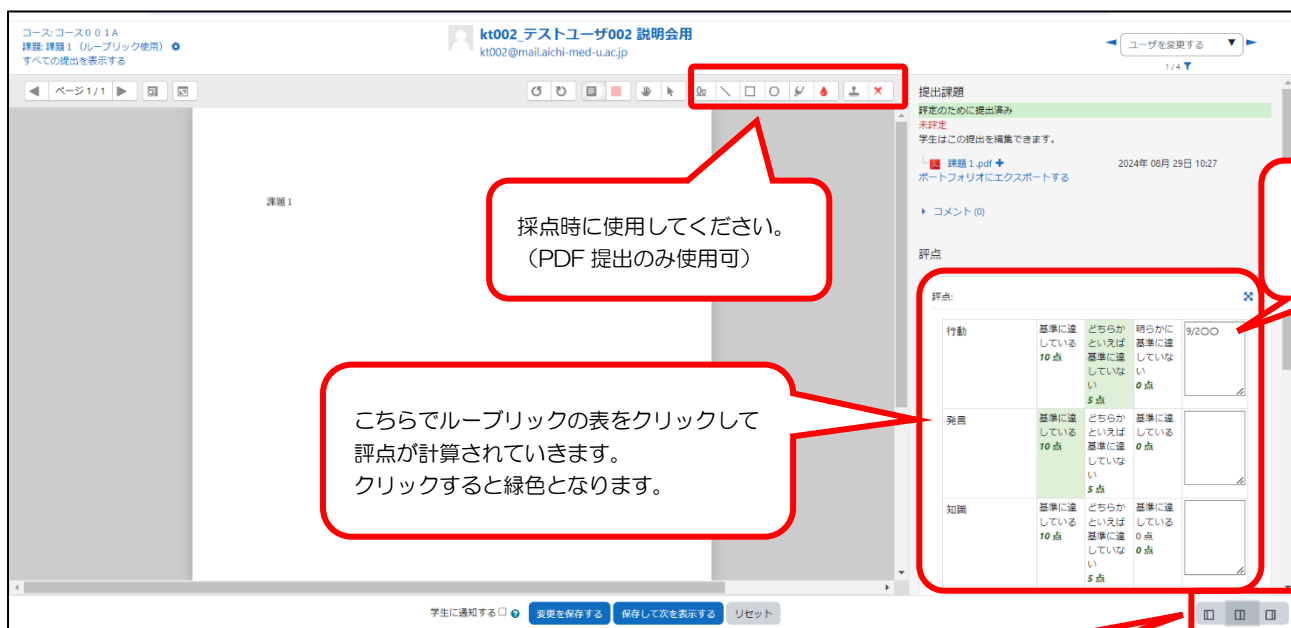 コース: コース００１A
課題: 課題１（ルーブリック使用）
すべての提出を表示する
kt002_テストユーザ002 説明会用
kt002@mail.aichi-med-u.ac.jp
ユーザを変更する
1/4
ページ 1/1
課題 1
採点時に使用してください。
（PDF 提出のみ使用可）
こちらでルーブリックの表をクリックして
評点が計算されていきます。
クリックすると緑色となります。
提出課題
評定のために提出済み
未評定
学生はこの提出を編集できます。
課題１.pdf
2024年 08月 29日 10:27
ポートフォリオにエクスポートする
コメント (0)
評点
評点:
行動
基準に達
している
10 点
どちらか
といえば
基準に達
していな
い
5 点
明らかに
基準に達
していな
い
0 点
9/2〇〇
発言
基準に達
している
10 点
どちらか
といえば
基準に達
していな
い
5 点
基準に達
している
0 点
知識
基準に達
している
10 点
どちらか
といえば
基準に達
していな
い
5 点
基準に達
している
0 点
0 点
学生に通知する
変更を保存する
保存して次を表示する
リセット